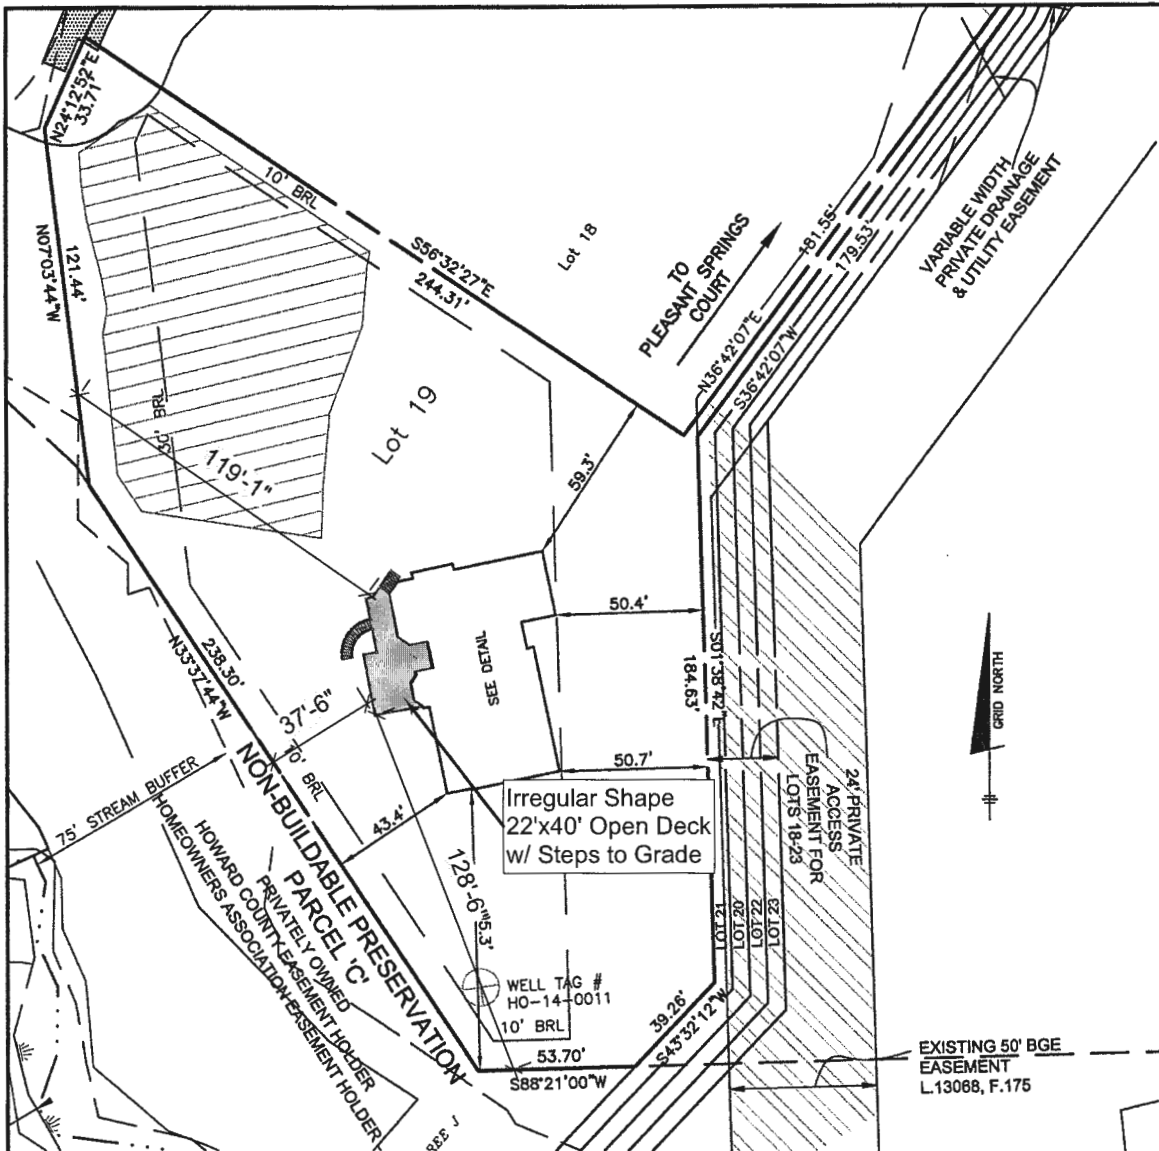 N24°12'52"E
33.71'
10' BRL
S56°32'27"E
244.31'
Lot 18
TO
PLEASANT SPRINGS
COURT
181.55'
179.53'
N36°42'07"E
S36°42'07"W
VARIABLE WIDTH
PRIVATE DRAINAGE
& UTILITY EASEMENT
N07°03'44"W
121.44'
30' BRL
119'-1"
Lot 19
59.3'
50.4'
SEE DETAIL
S01°38'42"E
184.63'
GRID NORTH
238.30'
N33°37'44"W
37'-6"
10' BRL
75' STREAM BUFFER
50.7'
43.4'
Irregular Shape
22'x40' Open Deck
w/ Steps to Grade
24' PRIVATE
ACCESS
EASEMENT FOR
LOTS 18-23
NON-BUILDABLE PRESERVATION
PARCEL 'C'
PRIVATELY OWNED
HOWARD COUNTY EASEMENT HOLDER
HOMEOWNERS ASSOCIATION EASEMENT HOLDER
128'-6"
5.3'
LOT 21
LOT 20
LOT 22
LOT 23
WELL TAG #
HO-14-0011
10' BRL
39.26'
S43°32'12"W
53.70'
S88°21'00"W
EXISTING 50' BGE
EASEMENT
L.13068, F.175